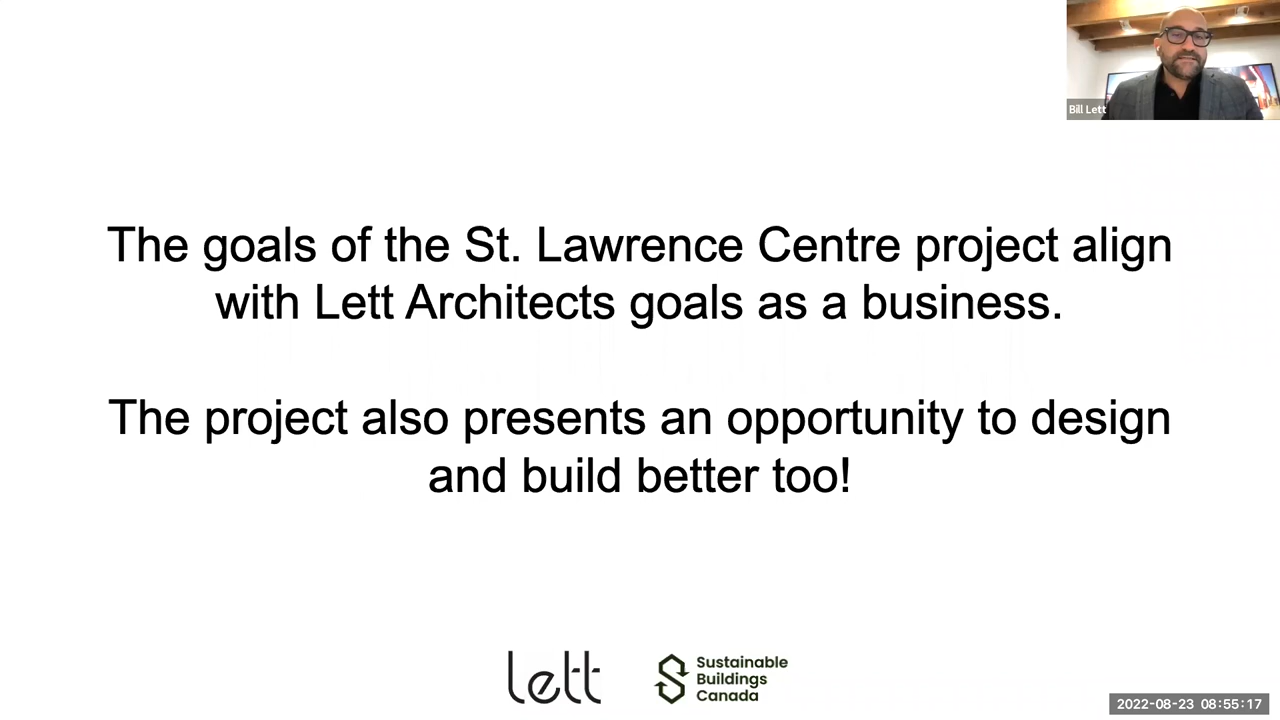 Bill Lett
The goals of the St. Lawrence Centre project align
with Lett Architects goals as a business.
The project also presents an opportunity to design
and build better too!
lett
Sustainable
Buildings
Canada
2022-08-23 08:55:17